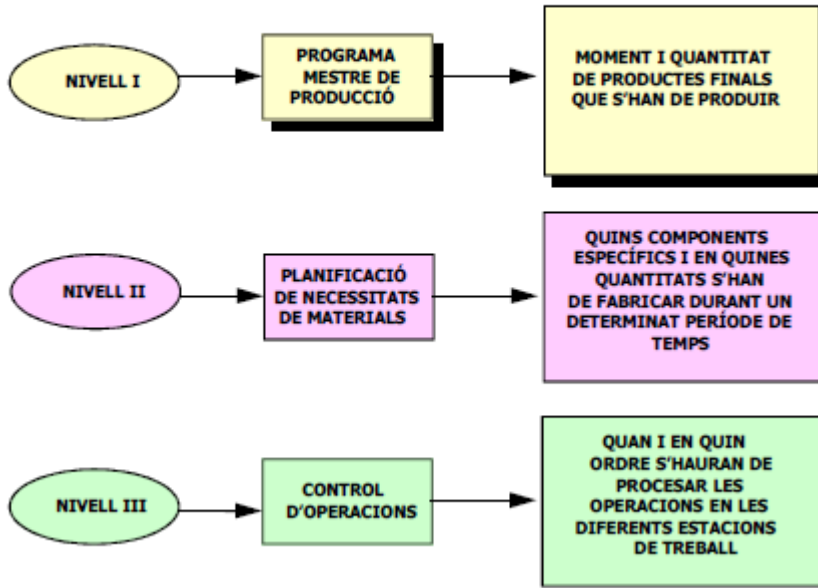 NIVELL I
PROGRAMA
MESTRE DE
PRODUCCIÓ
MOMENT I QUANTITAT
DE PRODUCTES FINALS
QUE S'HAN DE PRODUIR
NIVELL II
PLANIFICACIÓ
DE NECESSITATS
DE MATERIALS
QUINS COMPONENTS
ESPECÍFICS I EN QUINES
QUANTITATS S'HAN
DE FABRICAR DURANT UN
DETERMINAT PERÍODE DE
TEMPS
NIVELL III
CONTROL
D'OPERACIONS
QUAN I EN QUIN
ORDRE S'HAURAN DE
PROCESAR LES
OPERACIONS EN LES
DIFERENTS ESTACIONS
DE TREBALL